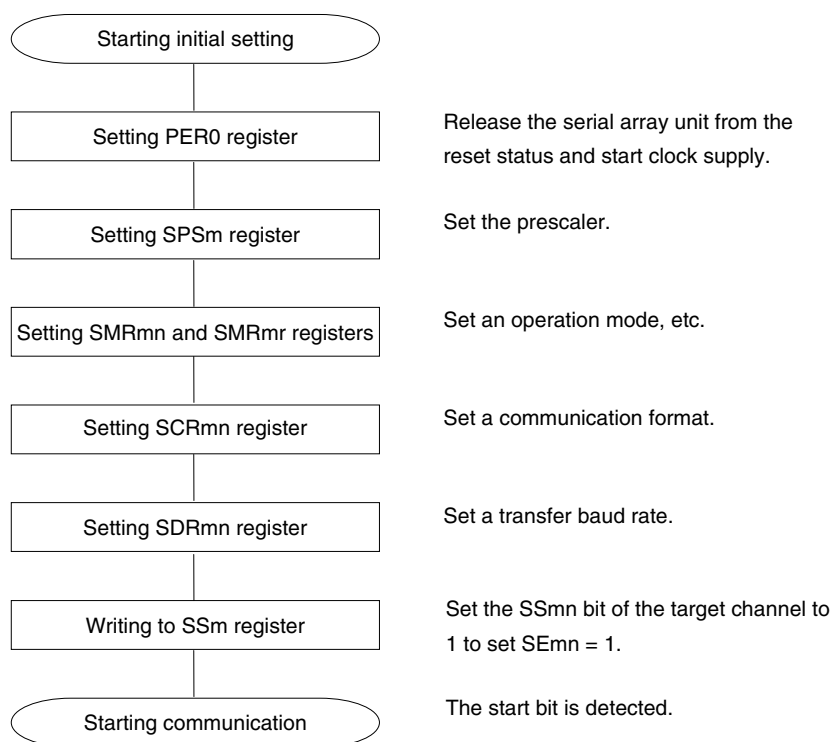 Starting initial setting
Setting PER0 register
Release the serial array unit from the
reset status and start clock supply.
Setting SPSm register
Set the prescaler.
Setting SMRmn and SMRmr registers
Set an operation mode, etc.
Setting SCRmn register
Set a communication format.
Setting SDRmn register
Set a transfer baud rate.
Writing to SSm register
Set the SSmn bit of the target channel to
1 to set SEmn = 1.
Starting communication
The start bit is detected.